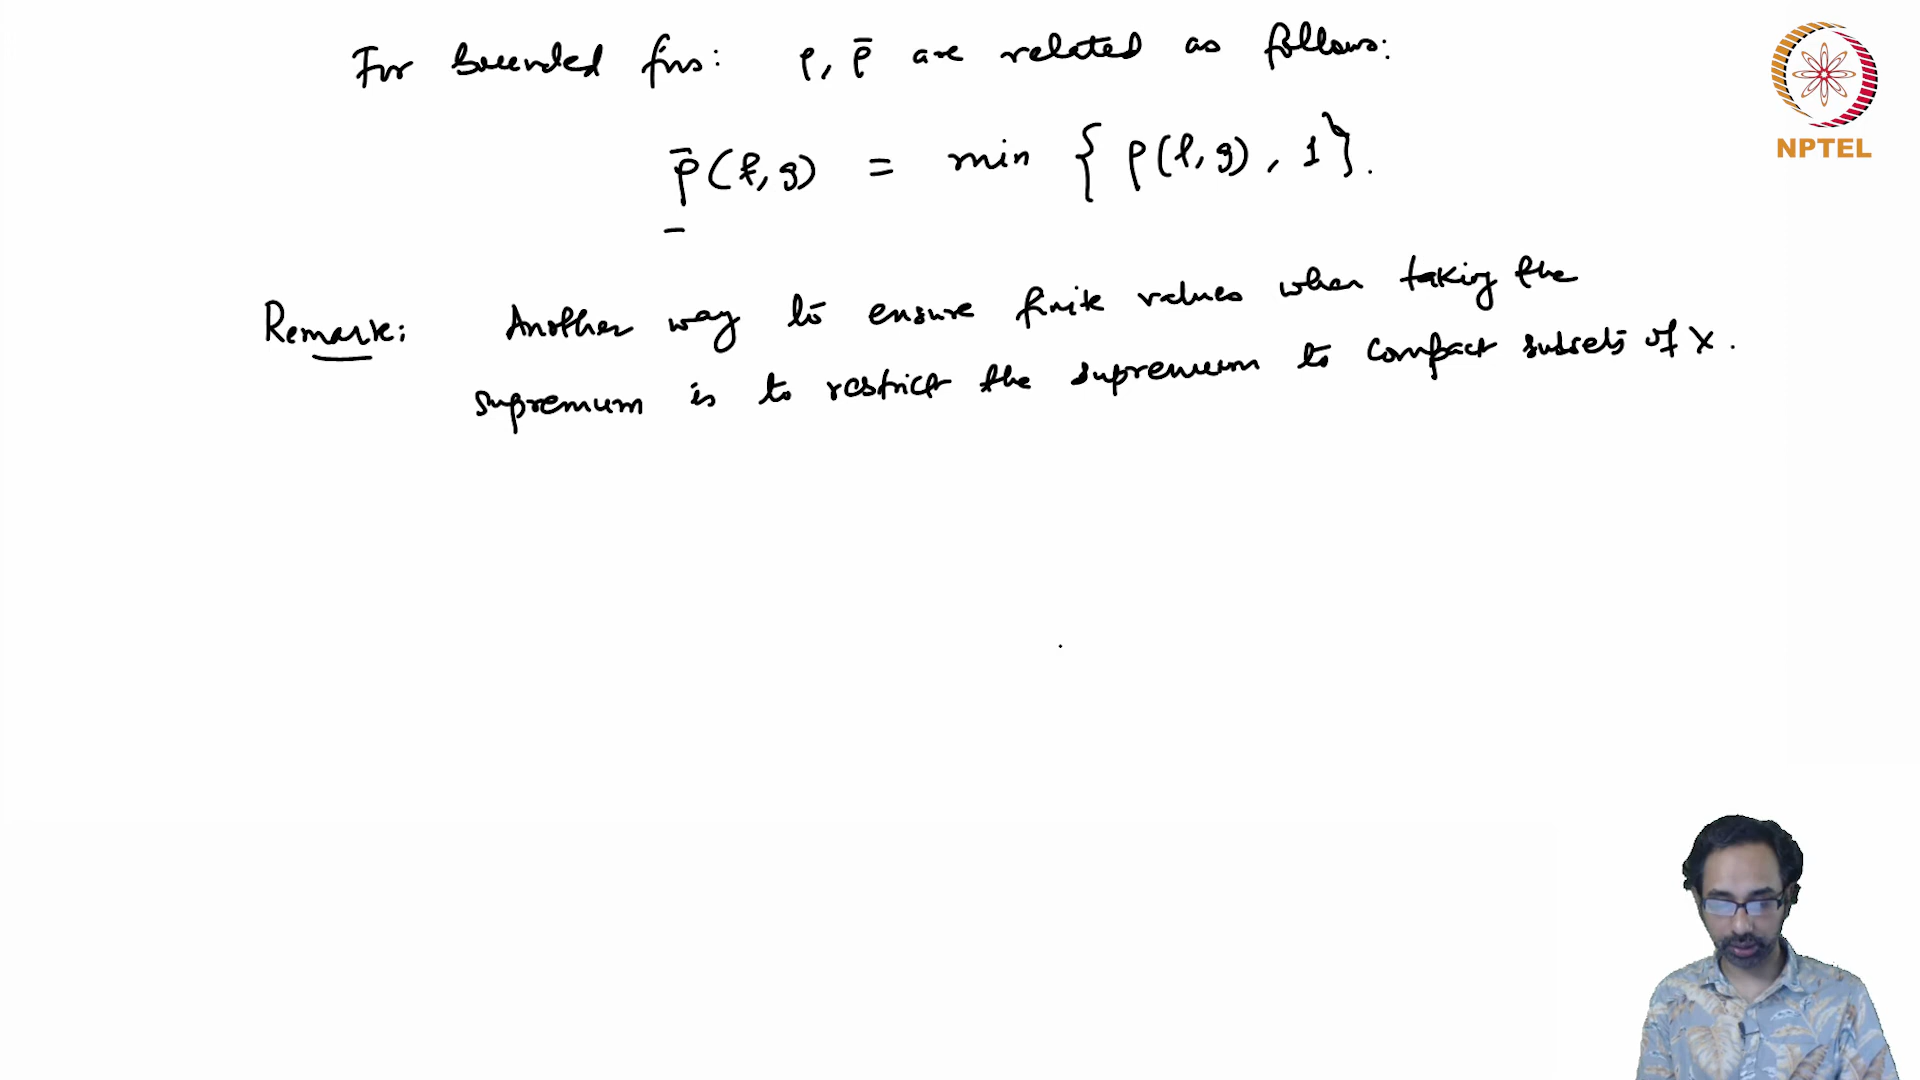 For bounded fns: ρ, ρ̄ are related as follows:
NPTEL
ρ̄(f,g) = min { ρ(f,g), 1 }.
Remark: Another way to ensure finite values when taking the
supremum is to restrict the supremum to compact subsets of X.